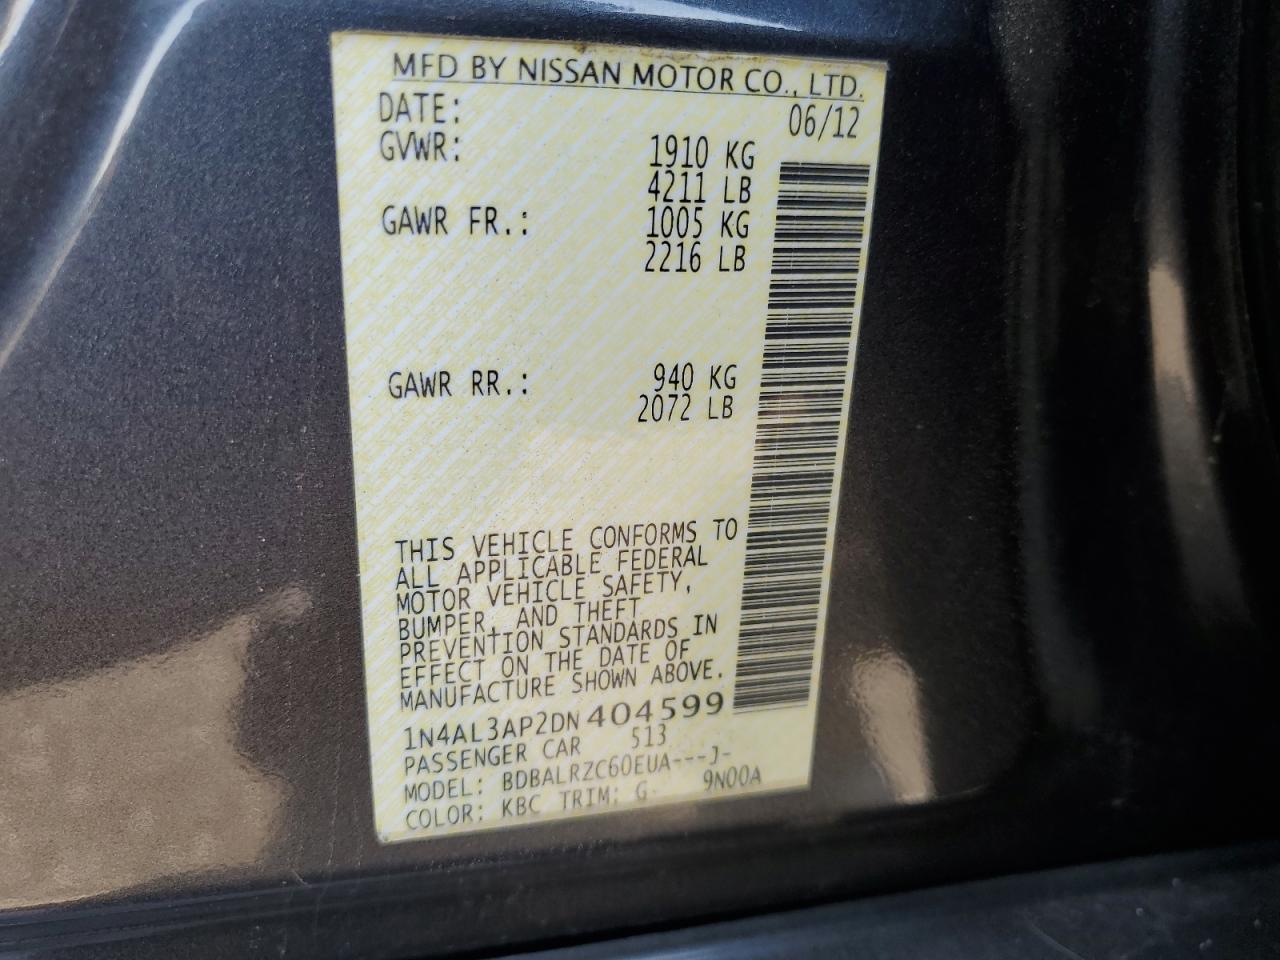 MFD BY NISSAN MOTOR CO., LTD.
DATE: 06/12
GVWR: 1910 KG
4211 LB
GAWR FR.: 1005 KG
2216 LB
GAWR RR.: 940 KG
2072 LB
THIS VEHICLE CONFORMS TO
ALL APPLICABLE FEDERAL
MOTOR VEHICLE SAFETY,
BUMPER, AND THEFT
PREVENTION STANDARDS IN
EFFECT ON THE DATE OF
MANUFACTURE SHOWN ABOVE.
1N4AL3AP2DN404599
PASSENGER CAR 513
MODEL: BDBALRZC60EUA---J-
COLOR: KBC TRIM: G. 9N00A